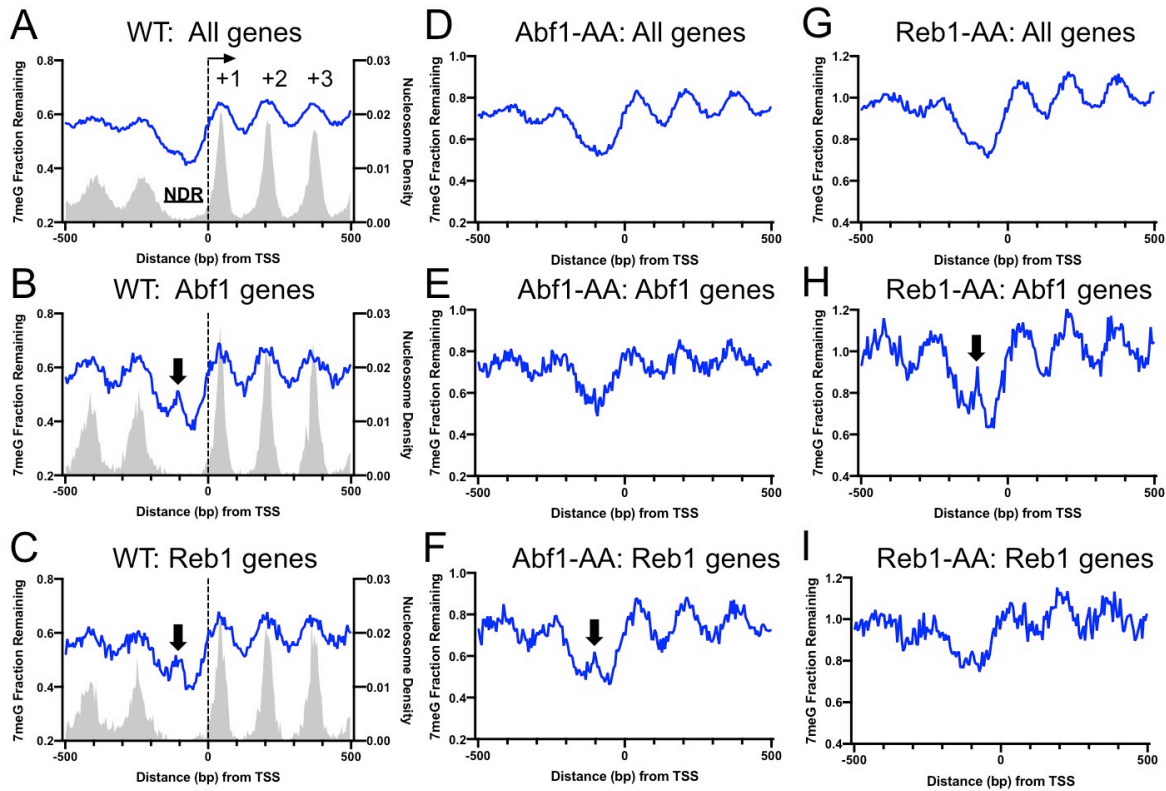 A
WT: All genes
7meG Fraction Remaining
0.8
0.6
0.4
0.2
+1
+2
+3
NDR
0.03
0.02
0.01
0.00
Nucleosome Density
-500
0
500
Distance (bp) from TSS
D
Abf1-AA: All genes
7meG Fraction Remaining
1.0
0.8
0.6
0.4
0.2
-500
0
500
Distance (bp) from TSS
G
Reb1-AA: All genes
7meG Fraction Remaining
1.2
1.0
0.8
0.6
0.4
-500
0
500
Distance (bp) from TSS
B
WT: Abf1 genes
7meG Fraction Remaining
0.8
0.6
0.4
0.2
0.03
0.02
0.01
0.00
Nucleosome Density
-500
0
500
Distance (bp) from TSS
E
Abf1-AA: Abf1 genes
7meG Fraction Remaining
1.0
0.8
0.6
0.4
0.2
-500
0
500
Distance (bp) from TSS
H
Reb1-AA: Abf1 genes
7meG Fraction Remaining
1.2
1.0
0.8
0.6
0.4
-500
0
500
Distance (bp) from TSS
C
WT: Reb1 genes
7meG Fraction Remaining
0.8
0.6
0.4
0.2
0.03
0.02
0.01
0.00
Nucleosome Density
-500
0
500
Distance (bp) from TSS
F
Abf1-AA: Reb1 genes
7meG Fraction Remaining
1.0
0.8
0.6
0.4
0.2
-500
0
500
Distance (bp) from TSS
I
Reb1-AA: Reb1 genes
7meG Fraction Remaining
1.2
1.0
0.8
0.6
0.4
-500
0
500
Distance (bp) from TSS